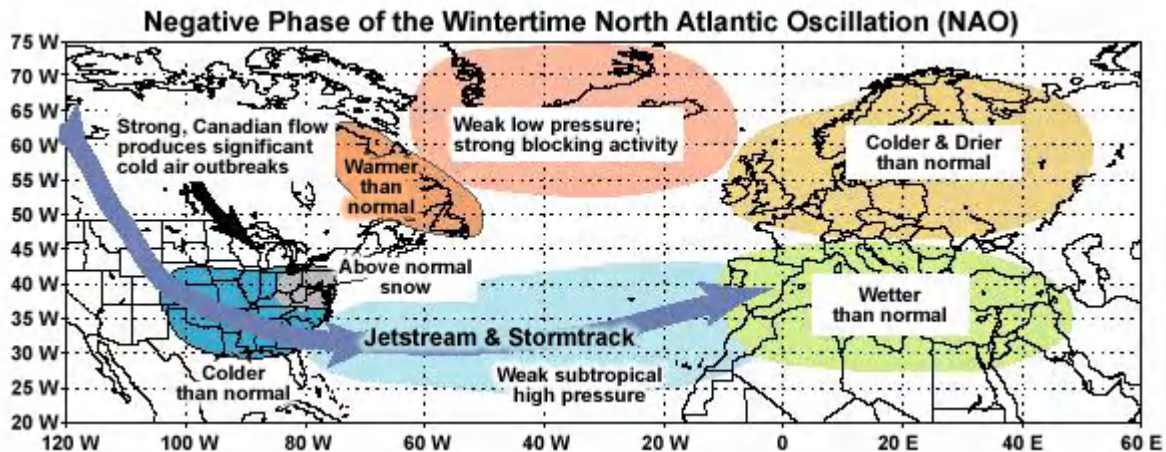 Negative Phase of the Wintertime North Atlantic Oscillation (NAO)
75 W
70 W
65 W
60 W
55 W
50 W
45 W
40 W
35 W
30 W
25 W
20 W
Strong, Canadian flow
produces significant
cold air outbreaks
Warmer
than
normal
Weak low pressure;
strong blocking activity
Colder & Drier
than normal
Above normal
snow
Wetter
than normal
Jetstream & Stormtrack
Colder
than normal
Weak subtropical
high pressure
120 W 100 W 80 W 60 W 40 W 20 W 0 20 E 40 E 60 E